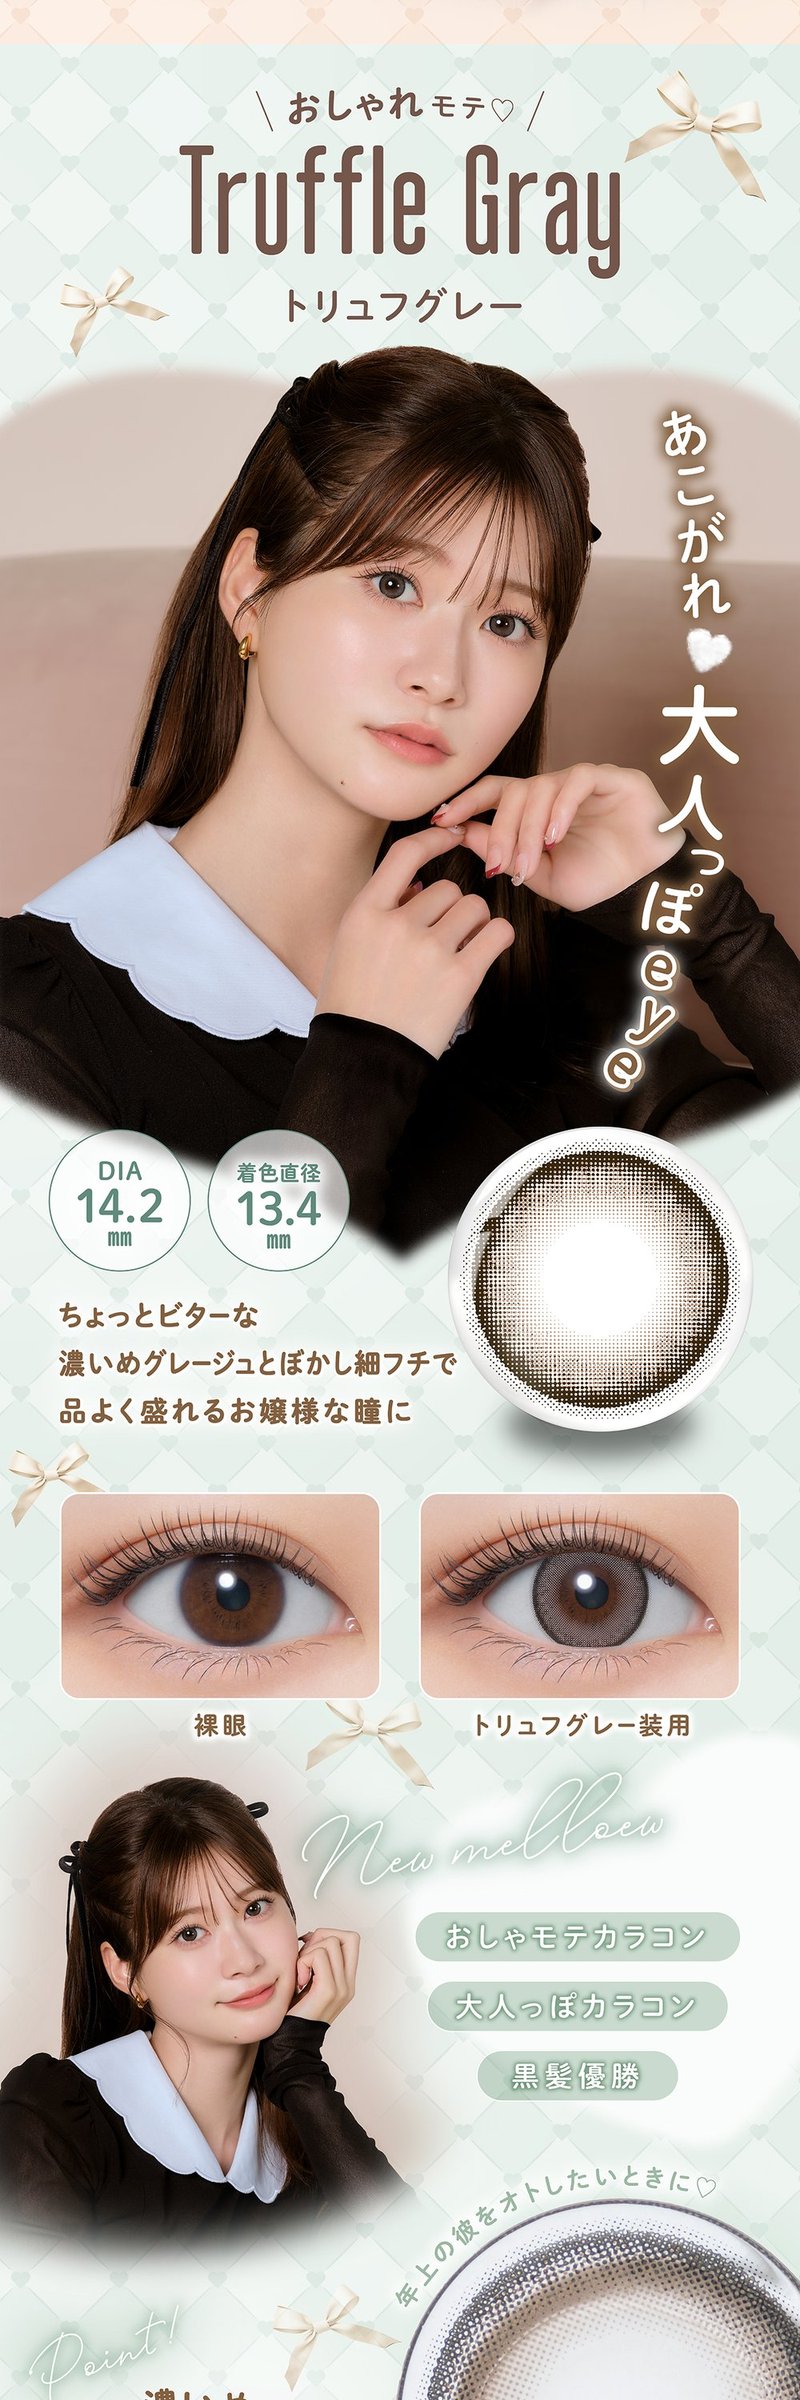 おしゃれモテ♡
Truffle Gray
トリュフグレー
あこがれ
大人っぽeye
DIA
14.2
mm
着色直径
13.4
mm
ちょっとビターな
濃いめグレージュとぼかし細フチで
品よく盛れるお嬢様な瞳に
裸眼
トリュフグレー装用
New melloew
おしゃモテカラコン
大人っぽカラコン
黒髪優勝
年上の彼をオトしたいときに♡
Point!
濃いめ